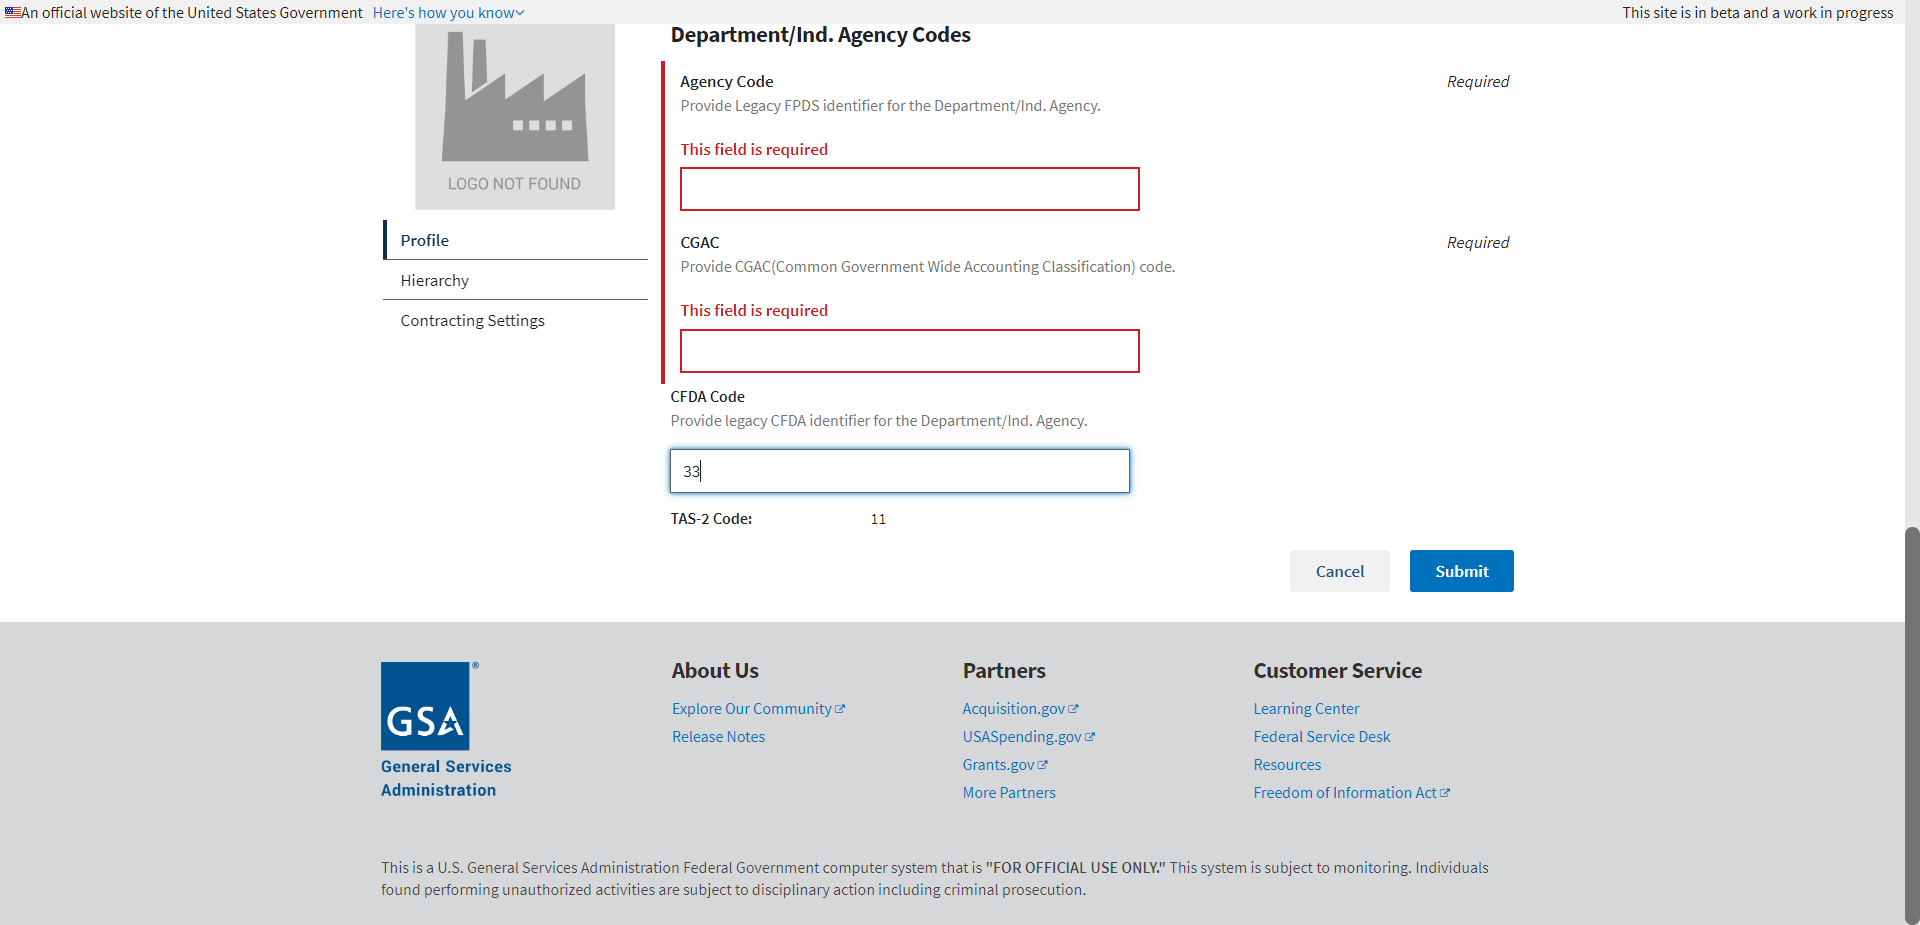 An official website of the United States Government Here's how you know
This site is in beta and a work in progress
LOGO NOT FOUND
Profile
Hierarchy
Contracting Settings
Department/Ind. Agency Codes
Agency Code Required
Provide Legacy FPDS identifier for the Department/Ind. Agency.
This field is required
CGAC Required
Provide CGAC(Common Government Wide Accounting Classification) code.
This field is required
CFDA Code
Provide legacy CFDA identifier for the Department/Ind. Agency.
33
TAS-2 Code: 11
Cancel Submit
GSA ®
General Services
Administration
About Us
Explore Our Community
Release Notes
Partners
Acquisition.gov
USASpending.gov
Grants.gov
More Partners
Customer Service
Learning Center
Federal Service Desk
Resources
Freedom of Information Act
This is a U.S. General Services Administration Federal Government computer system that is "FOR OFFICIAL USE ONLY." This system is subject to monitoring. Individuals
found performing unauthorized activities are subject to disciplinary action including criminal prosecution.